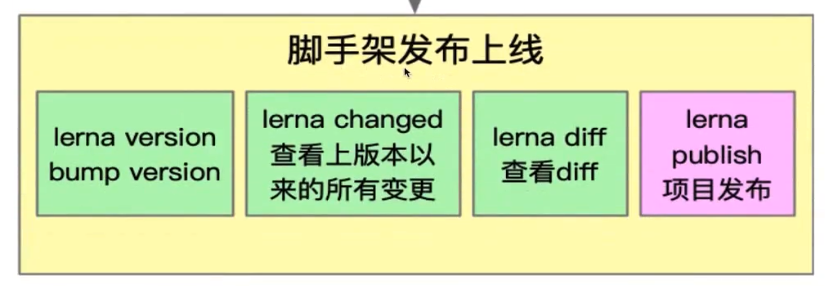 脚手架发布上线
lerna version
bump version
lerna changed
查看上版本以
来的所有变更
lerna diff
查看diff
lerna
publish
项目发布